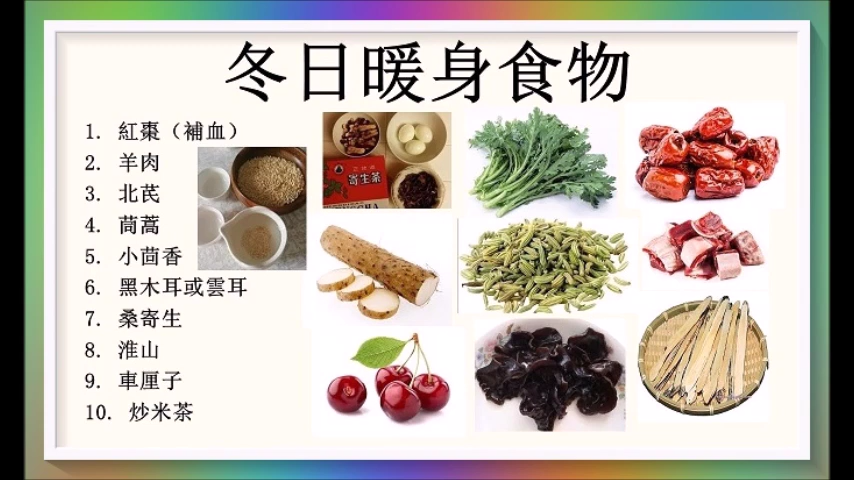 冬日暖身食物
1. 紅棗（補血）
2. 羊肉
3. 北芪
4. 茼蒿
5. 小茴香
6. 黑木耳或雲耳
7. 桑寄生
8. 淮山
9. 車厘子
10. 炒米茶
寄生茶